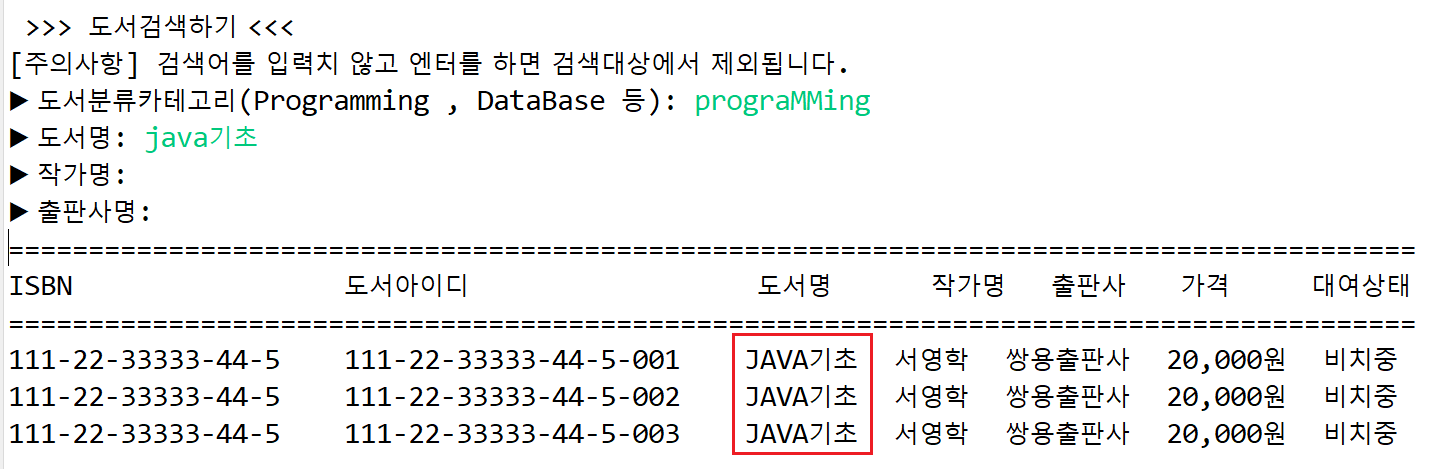 >>> 도서검색하기 <<<
[주의사항] 검색어를 입력치 않고 엔터를 하면 검색대상에서 제외됩니다.
▶ 도서분류카테고리(Programming , DataBase 등): prograMMing
▶ 도서명: java기초
▶ 작가명:
▶ 출판사명:
========================================================================================
ISBN 도서아이디 도서명 작가명 출판사 가격 대여상태
========================================================================================
111-22-33333-44-5 111-22-33333-44-5-001 JAVA기초 서영학 쌍용출판사 20,000원 비치중
111-22-33333-44-5 111-22-33333-44-5-002 JAVA기초 서영학 쌍용출판사 20,000원 비치중
111-22-33333-44-5 111-22-33333-44-5-003 JAVA기초 서영학 쌍용출판사 20,000원 비치중